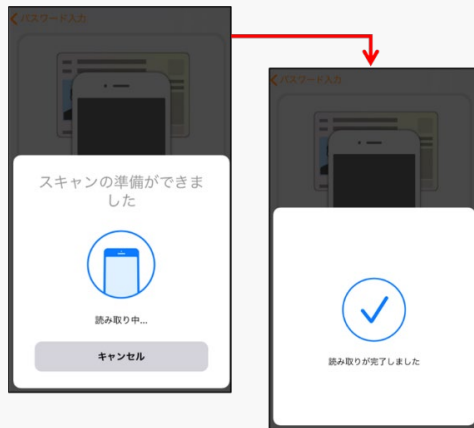 パスワード入力
スキャンの準備ができま
した
読み取り中...
キャンセル
パスワード入力
読み取りが完了しました